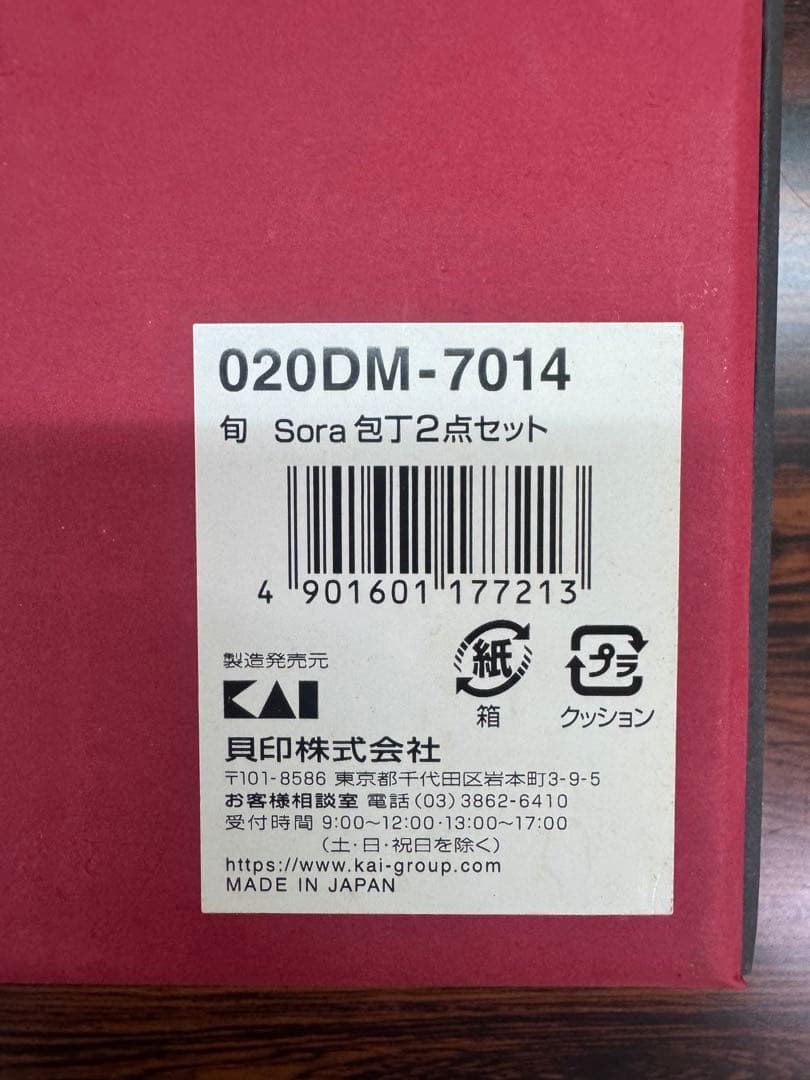 020DM-7014
旬 Sora 包丁2点セット
4 901601 177213
製造発売元
KAI
紙
箱
プラ
クッション
貝印株式会社
〒101-8586 東京都千代田区岩本町3-9-5
お客様相談室 電話(03)3862-6410
受付時間 9:00~12:00・13:00~17:00
(土・日・祝日を除く)
https://www.kai-group.com
MADE IN JAPAN